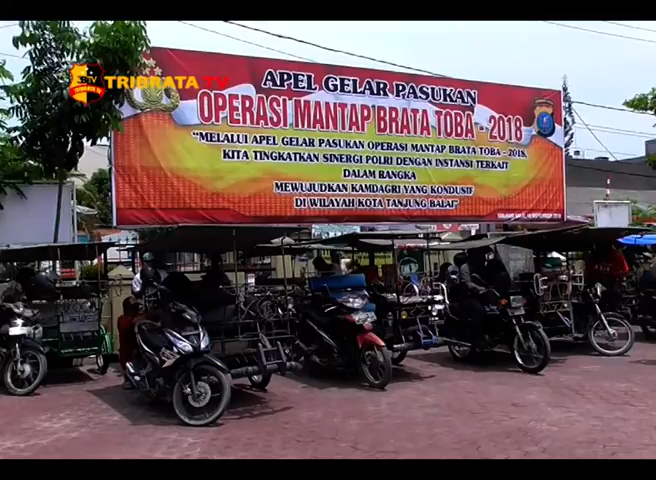 TRIBRATA TV
APEL GELAR PASUKAN
OPERASI MANTAP BRATA TOBA - 2018
"MELALUI APEL GELAR PASUKAN OPERASI MANTAP BRATA TOBA-2018,
KITA TINGKATKAN SINERGI POLRI DENGAN INSTANSI TERKAIT
DALAM RANGKA
MEWUJUDKAN KAMDAGRI YANG KONDUSIF
DI WILAYAH KOTA TANJUNG BALAI"